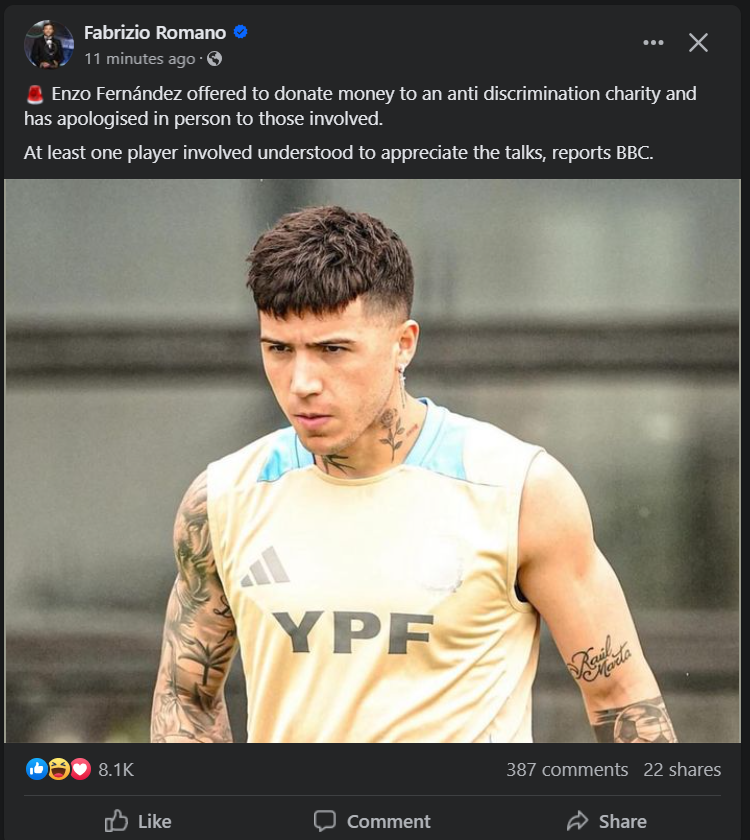 Fabrizio Romano
11 minutes ago ·
🚨 Enzo Fernández offered to donate money to an anti discrimination charity and
has apologised in person to those involved.
At least one player involved understood to appreciate the talks, reports BBC.
YPF
Raúl
Marta
8.1K
387 comments 22 shares
Like
Comment
Share